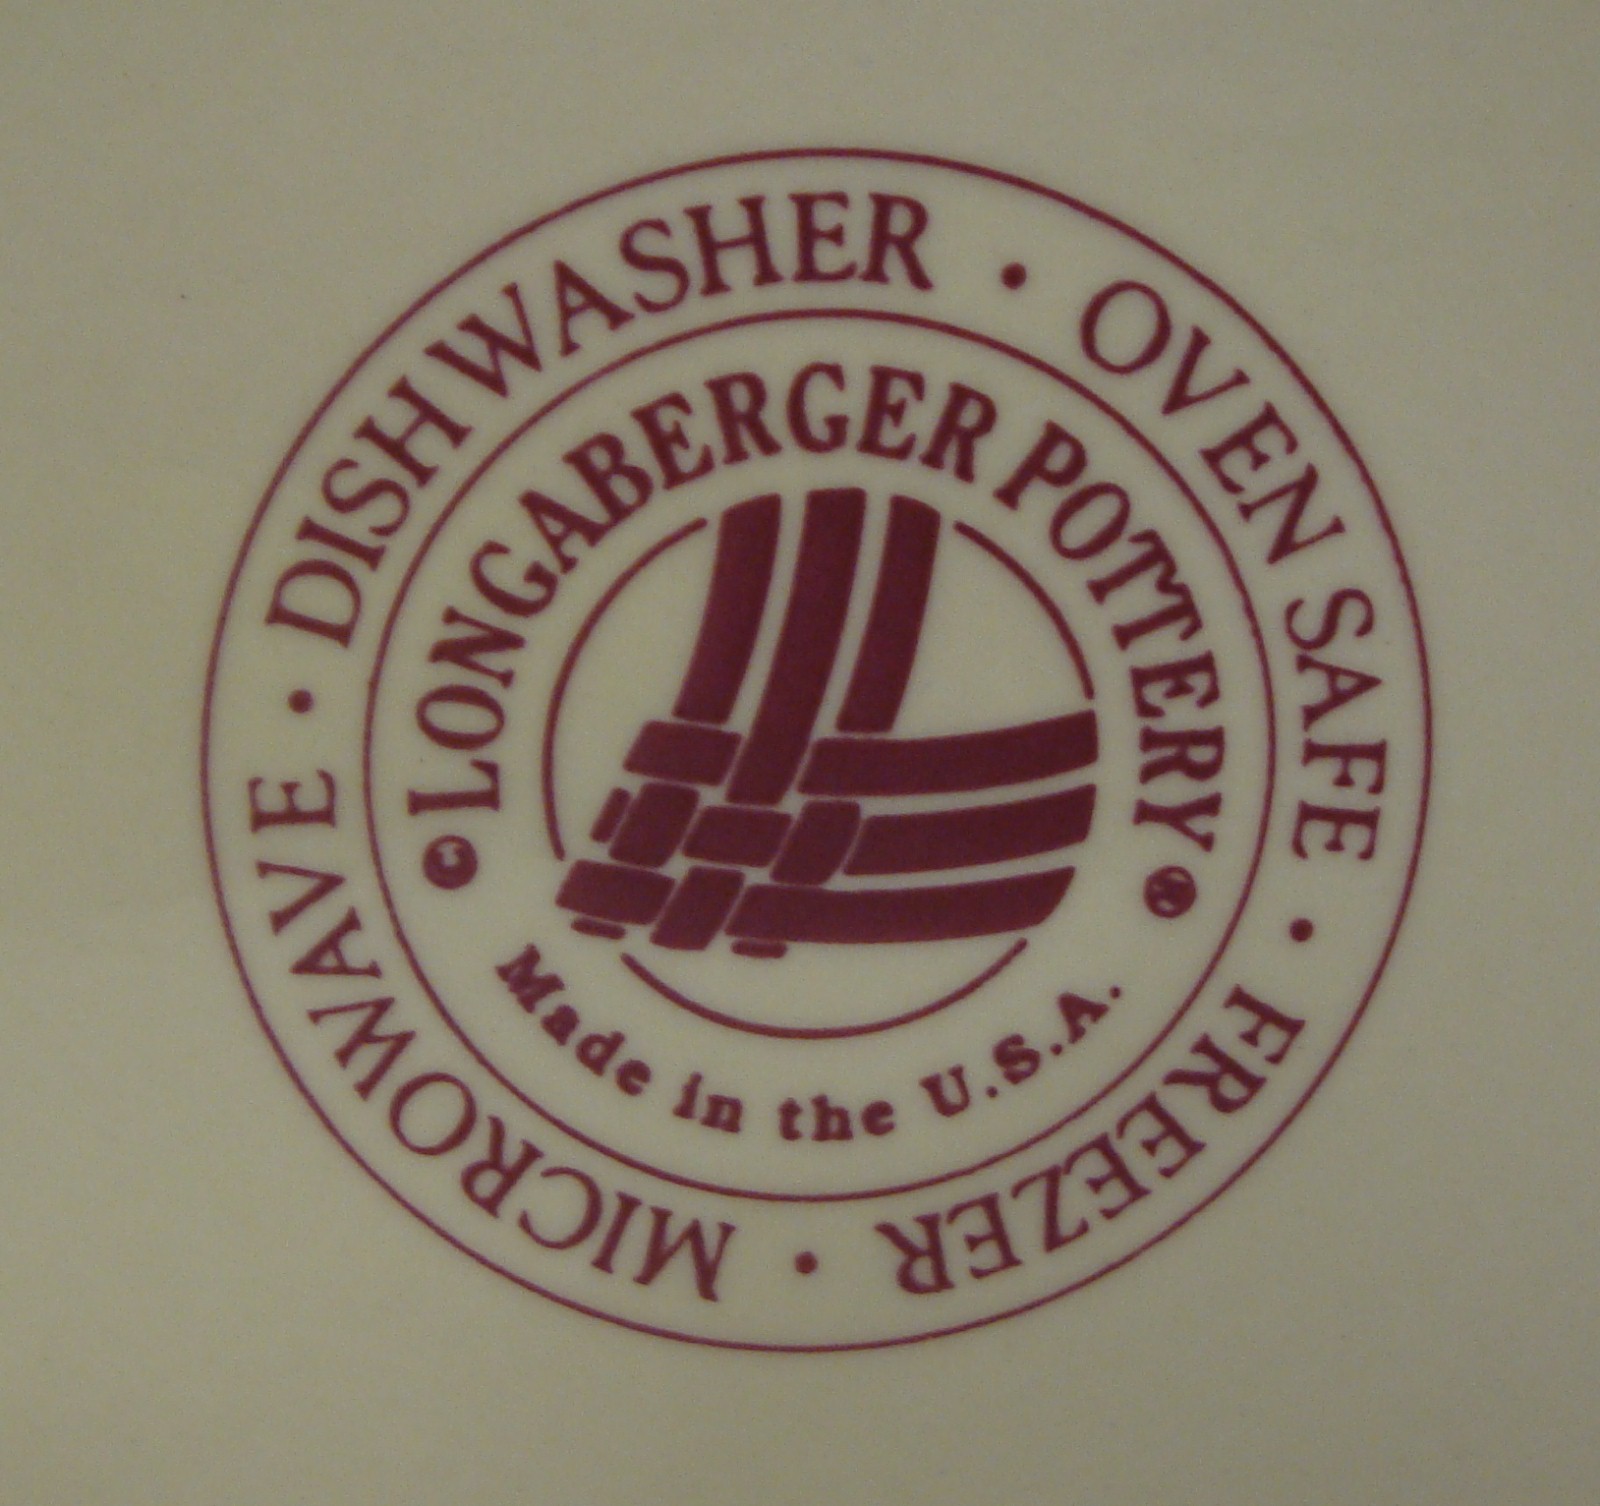 MICROWAVE • DISHWASHER • OVEN SAFE • FREEZER •
© LONGABERGER POTTERY ®
Made in the U.S.A.